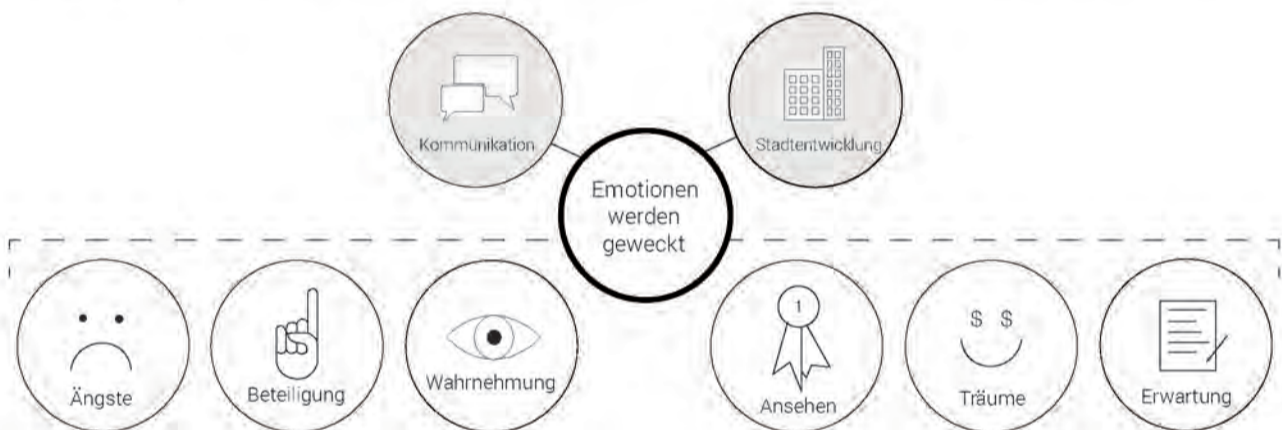 Kommunikation
Stadtentwicklung
Emotionen
werden
geweckt
Ängste
Beteiligung
Wahrnehmung
1
Ansehen
$ $
Träume
Erwartung